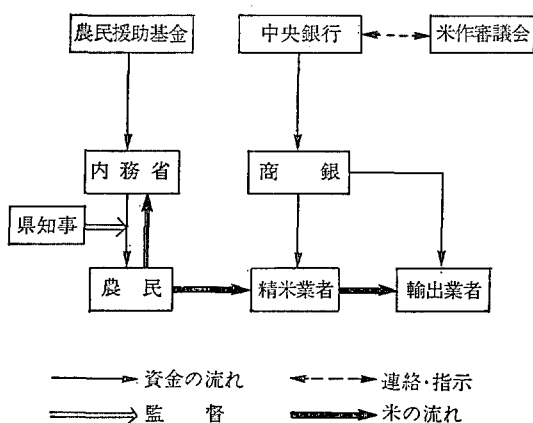 農民援助基金
中央銀行
米作審議会
内務省
商銀
県知事
農民
精米業者
輸出業者
資金の流れ
連絡・指示
監督
米の流れ